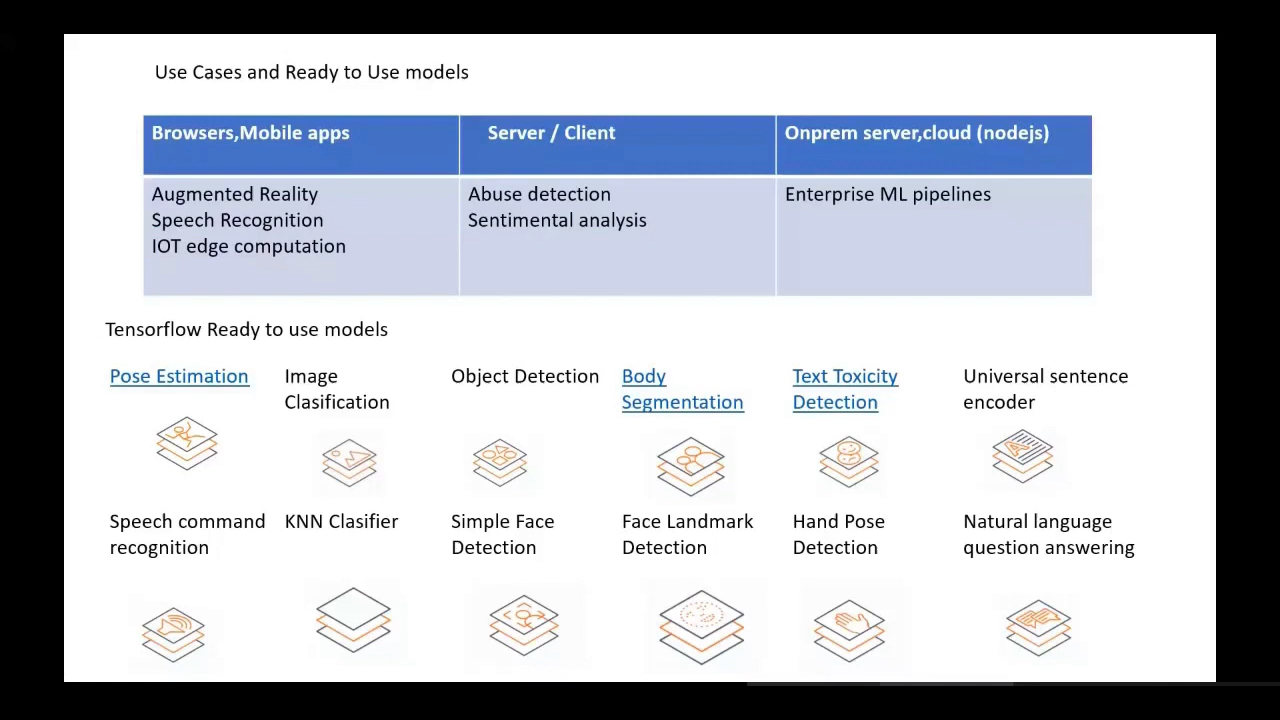 Use Cases and Ready to Use models
Browsers,Mobile apps
Server / Client
Onprem server,cloud (nodejs)
Augmented Reality
Speech Recognition
IOT edge computation
Abuse detection
Sentimental analysis
Enterprise ML pipelines
Tensorflow Ready to use models
Pose Estimation
Image
Clasification
Object Detection
Body
Segmentation
Text Toxicity
Detection
Universal sentence
encoder
Speech command
recognition
KNN Clasifier
Simple Face
Detection
Face Landmark
Detection
Hand Pose
Detection
Natural language
question answering